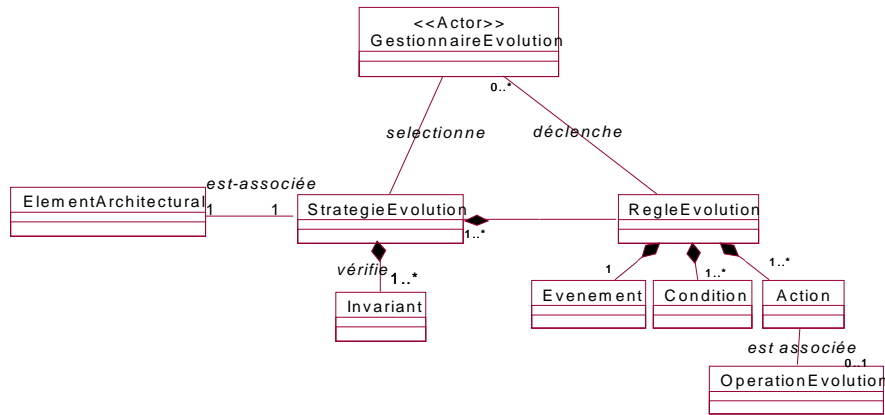 <<Actor>>
GestionnaireEvolution
0..*
selectionne
déclenche
est-associée
ElementArchitectural
1
1
StrategieEvolution
1..*
RegleEvolution
vérifie
1..*
1
1..*
1..*
Invariant
Evenement
Condition
Action
est associée
0..1
OperationEvolution